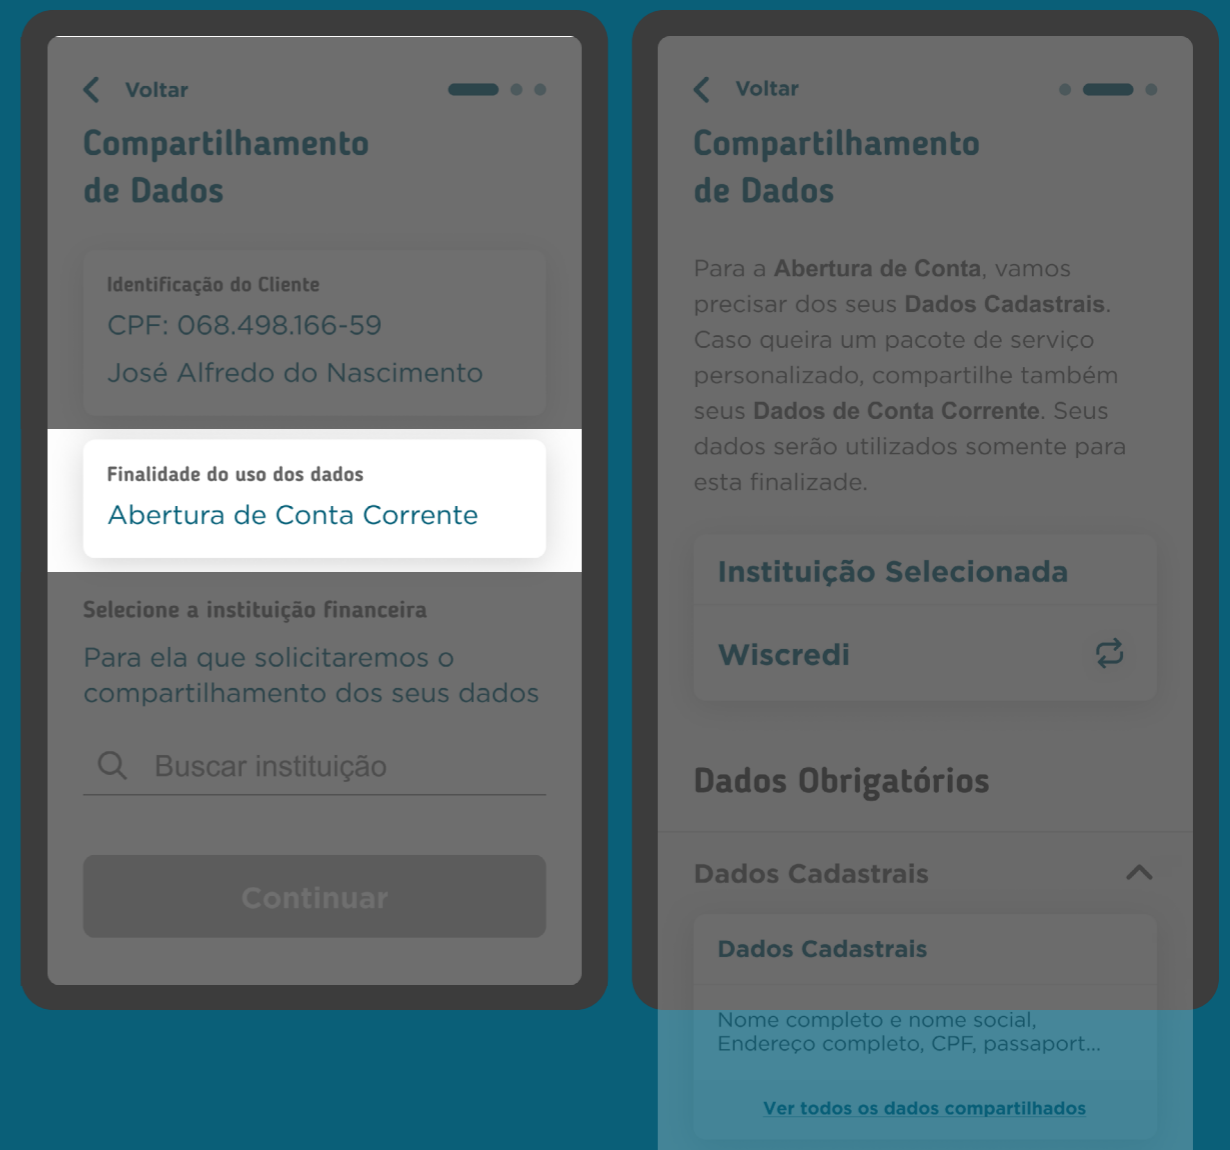 Voltar
Compartilhamento
de Dados
Identificação do Cliente
CPF: 068.498.166-59
José Alfredo do Nascimento
Finalidade do uso dos dados
Abertura de Conta Corrente
Selecione a instituição financeira
Para ela que solicitaremos o
compartilhamento dos seus dados
Buscar instituição
Continuar
Voltar
Compartilhamento
de Dados
Para a Abertura de Conta, vamos
precisar dos seus Dados Cadastrais.
Caso queira um pacote de serviço
personalizado, compartilhe também
seus Dados de Conta Corrente. Seus
dados serão utilizados somente para
esta finalizade.
Instituição Selecionada
Wiscredi
Dados Obrigatórios
Dados Cadastrais
Dados Cadastrais
Nome completo e nome social,
Endereço completo, CPF, passaport...
Ver todos os dados compartilhados